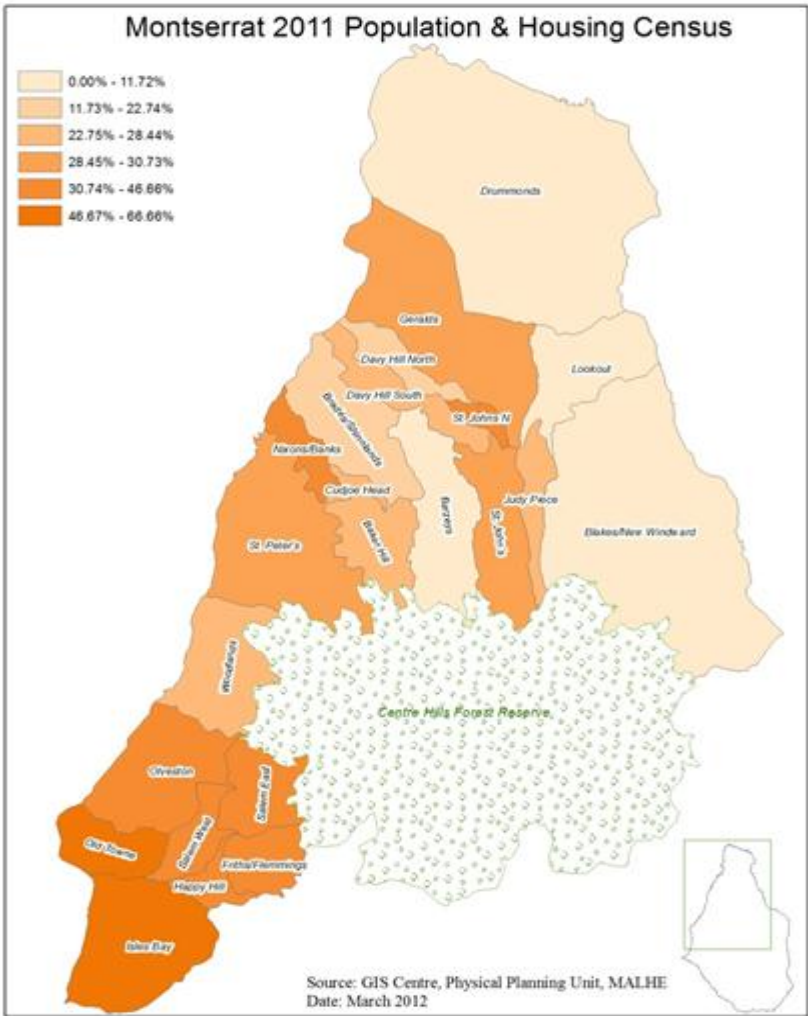 Montserrat 2011 Population & Housing Census
0.00% - 11.72%
11.73% - 22.74%
22.75% - 28.44%
28.45% - 30.73%
30.74% - 46.66%
46.67% - 66.66%
Drummonds
Geralds
Davy Hill North
Lookout
Davy Hill South
St. Johns N
Brades/Shinnlands
Narons/Banks
Cudjoe Head
Judy Piece
Barzeys
St. John's
Baker Hill
Blakes/New Windward
St. Peter's
Woodlands
Centre Hills Forest Reserve
Olveston
Salem East
Old Towne
Salem West
Friths/Flemmings
Happy Hill
Isles Bay
Source: GIS Centre, Physical Planning Unit, MALHE
Date: March 2012